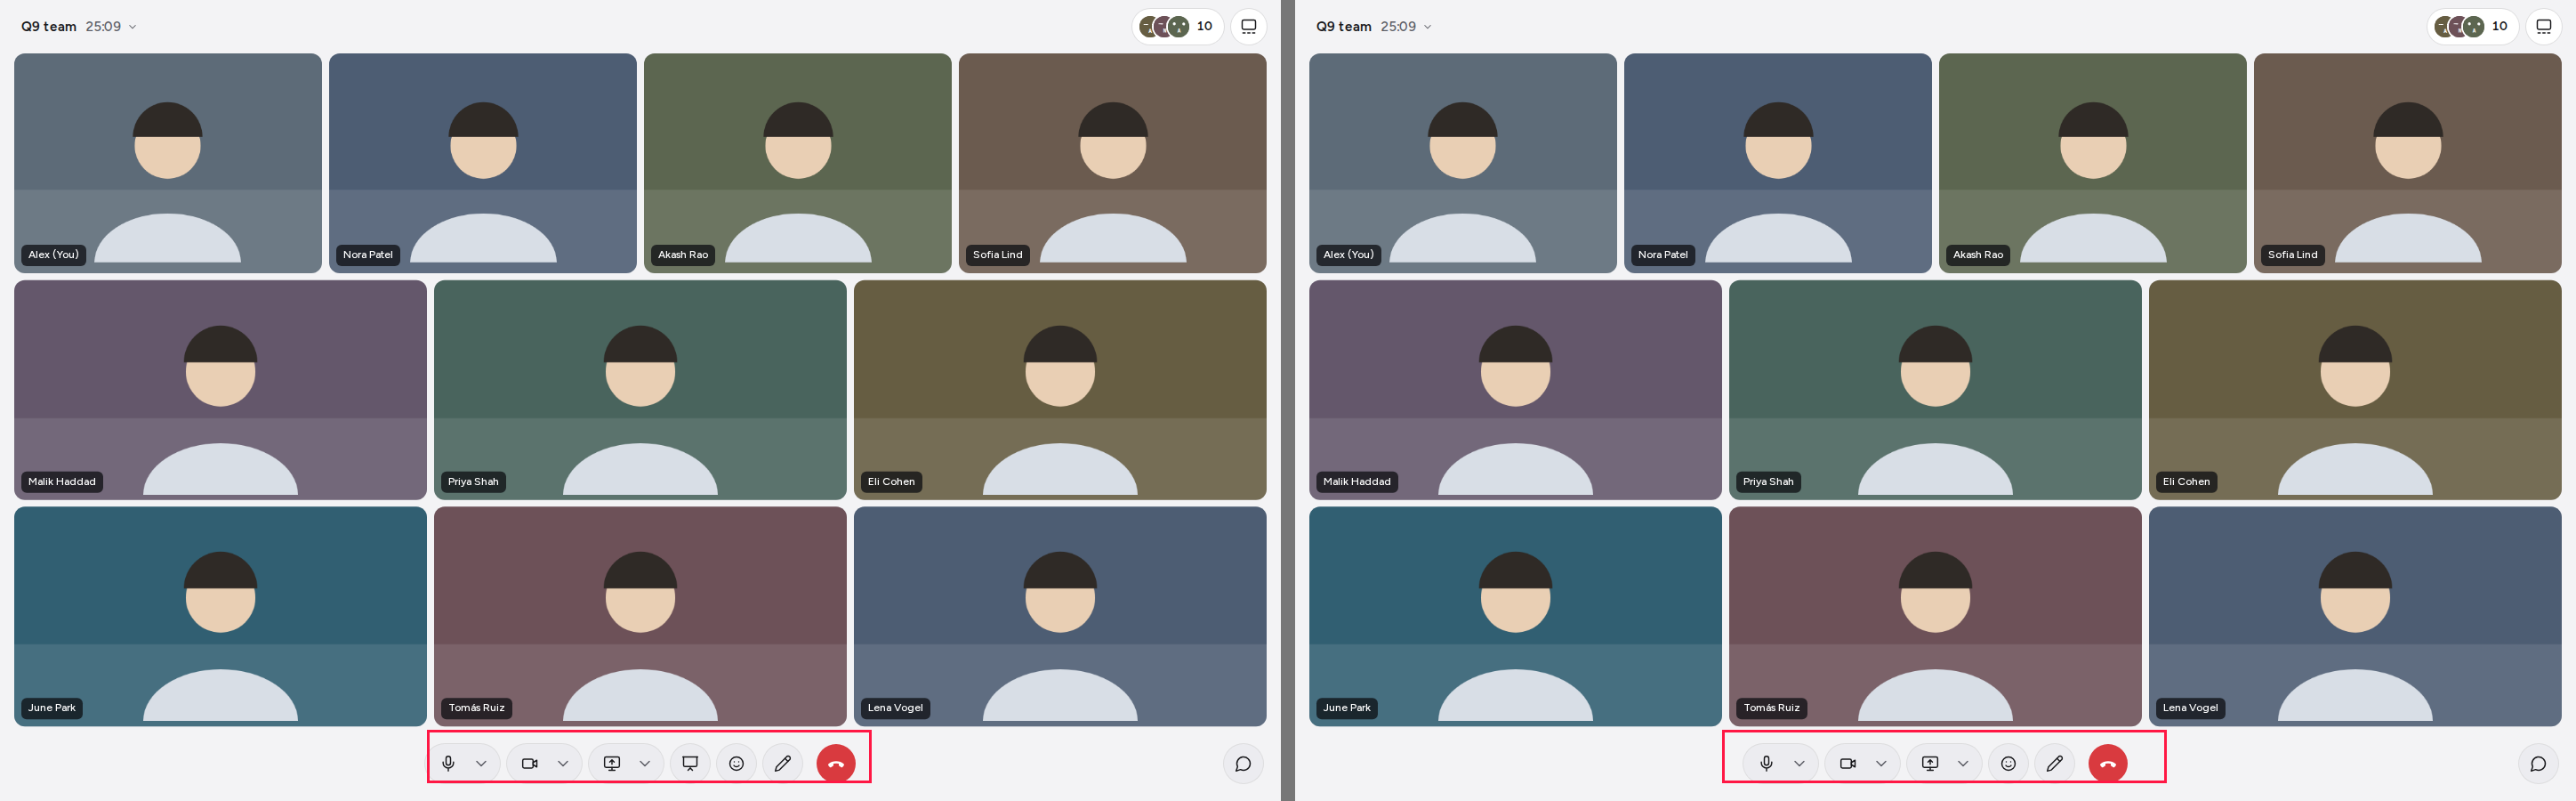 Q9 team 25:09
10
Alex (You)
Nora Patel
Akash Rao
Sofia Lind
Malik Haddad
Priya Shah
Eli Cohen
June Park
Tomás Ruiz
Lena Vogel
Q9 team 25:09
10
Alex (You)
Nora Patel
Akash Rao
Sofia Lind
Malik Haddad
Priya Shah
Eli Cohen
June Park
Tomás Ruiz
Lena Vogel